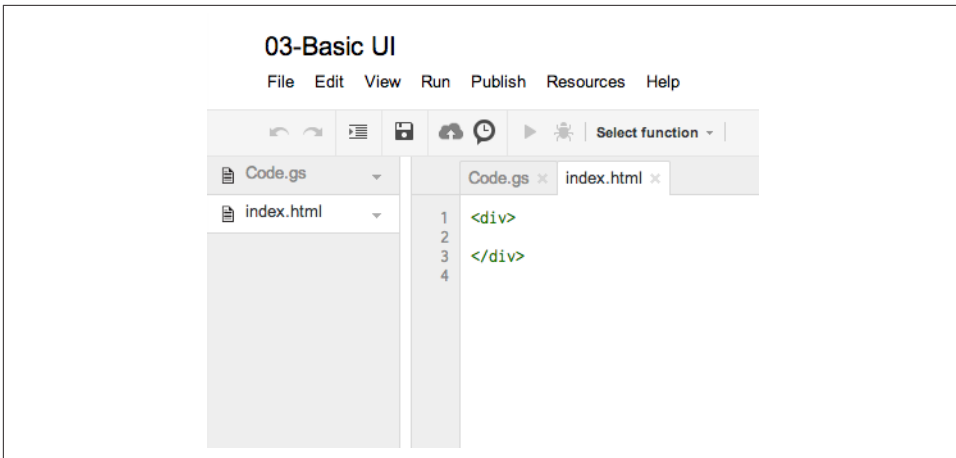 03-Basic UI
File Edit View Run Publish Resources Help
Select function
Code.gs
index.html
Code.gs index.html
1 <div>
2
3 </div>
4